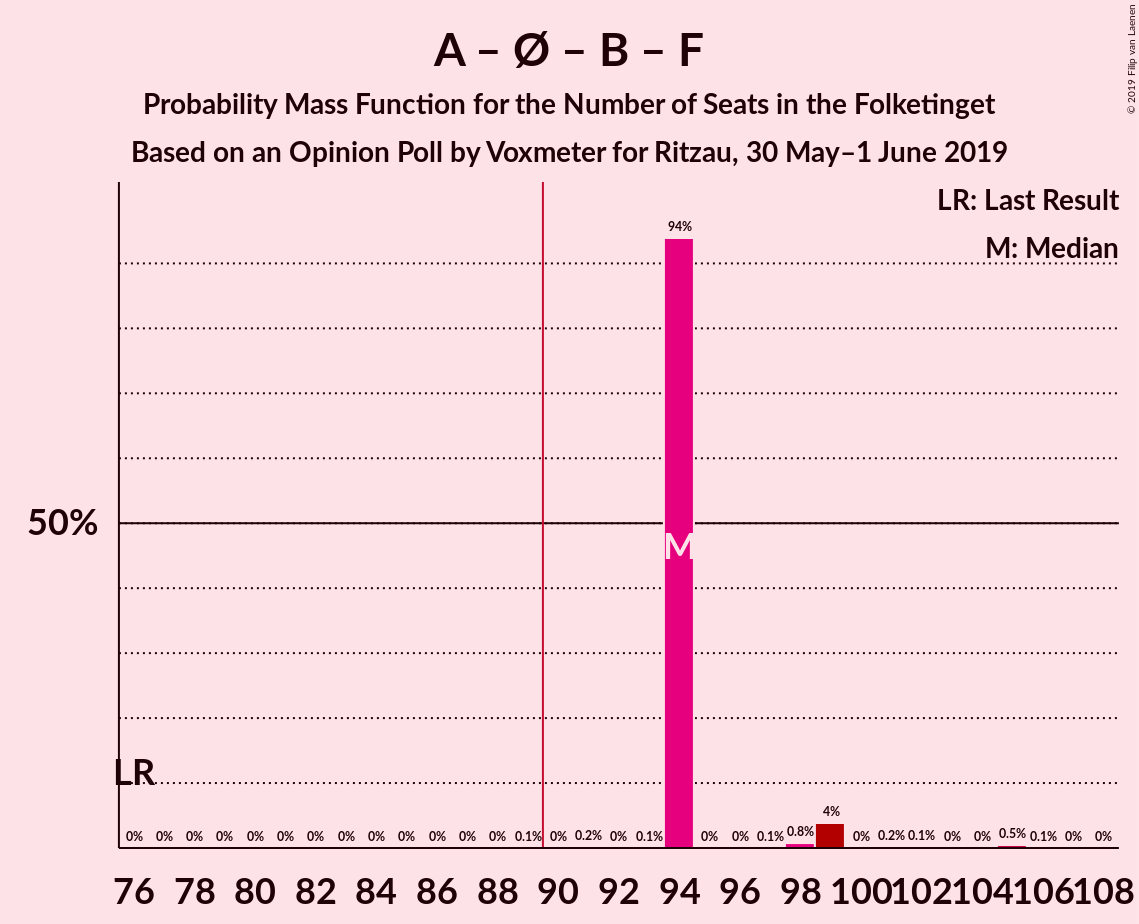 A – Ø – B – F
Probability Mass Function for the Number of Seats in the Folketinget
Based on an Opinion Poll by Voxmeter for Ritzau, 30 May–1 June 2019
© 2019 Filip van Laenen
LR: Last Result
M: Median
94%
50%
M
LR
0% 0% 0% 0% 0% 0% 0% 0% 0% 0% 0% 0% 0% 0.1% 0% 0.2% 0% 0.1% 0% 0% 0.1% 0.8% 4% 0% 0.2% 0.1% 0% 0% 0.5% 0.1% 0% 0%
76 78 80 82 84 86 88 90 92 94 96 98 100 102 104 106 108